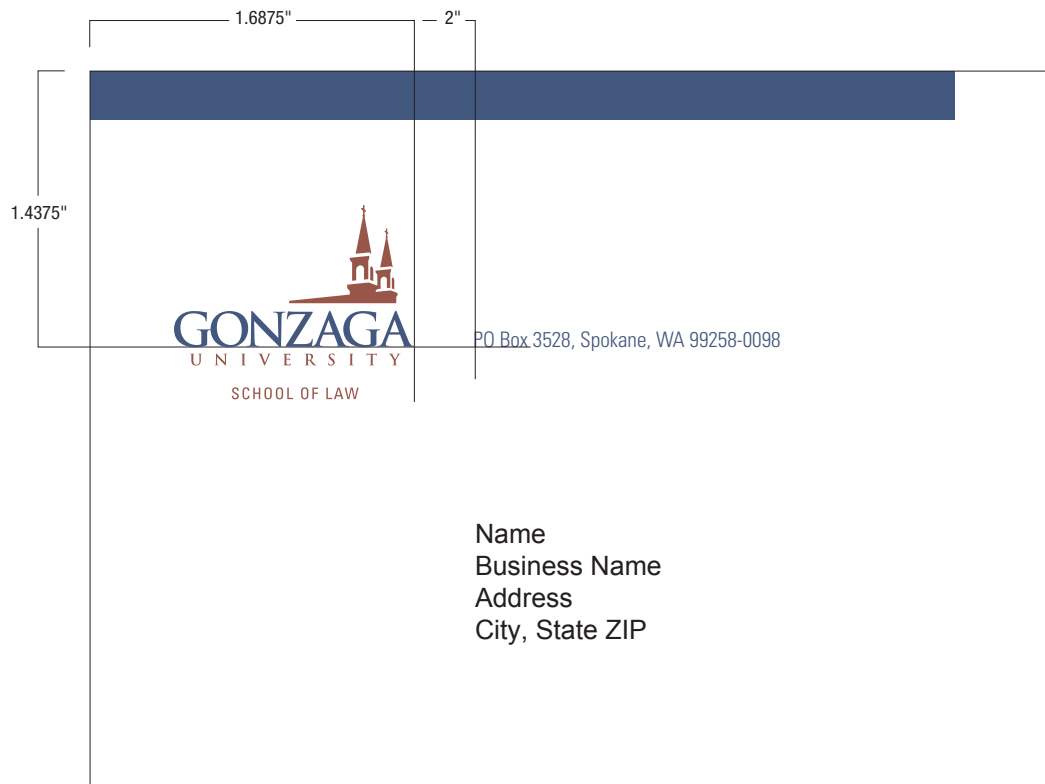 1.6875" 2"
1.4375"
GONZAGA
UNIVERSITY
SCHOOL OF LAW
PO Box 3528, Spokane, WA 99258-0098
Name
Business Name
Address
City, State ZIP